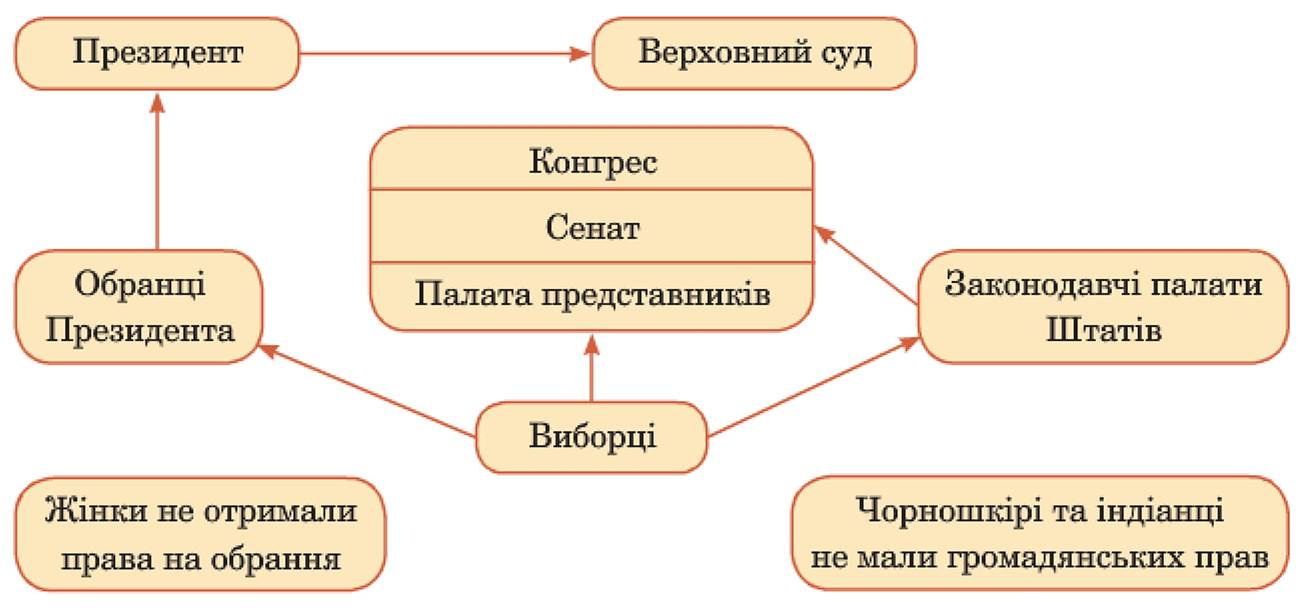 Президент
Верховний суд
Конгрес
Сенат
Палата представників
Обранці
Президента
Законодавчі палати
Штатів
Виборці
Жінки не отримали
права на обрання
Чорношкірі та індіанці
не мали громадянських прав